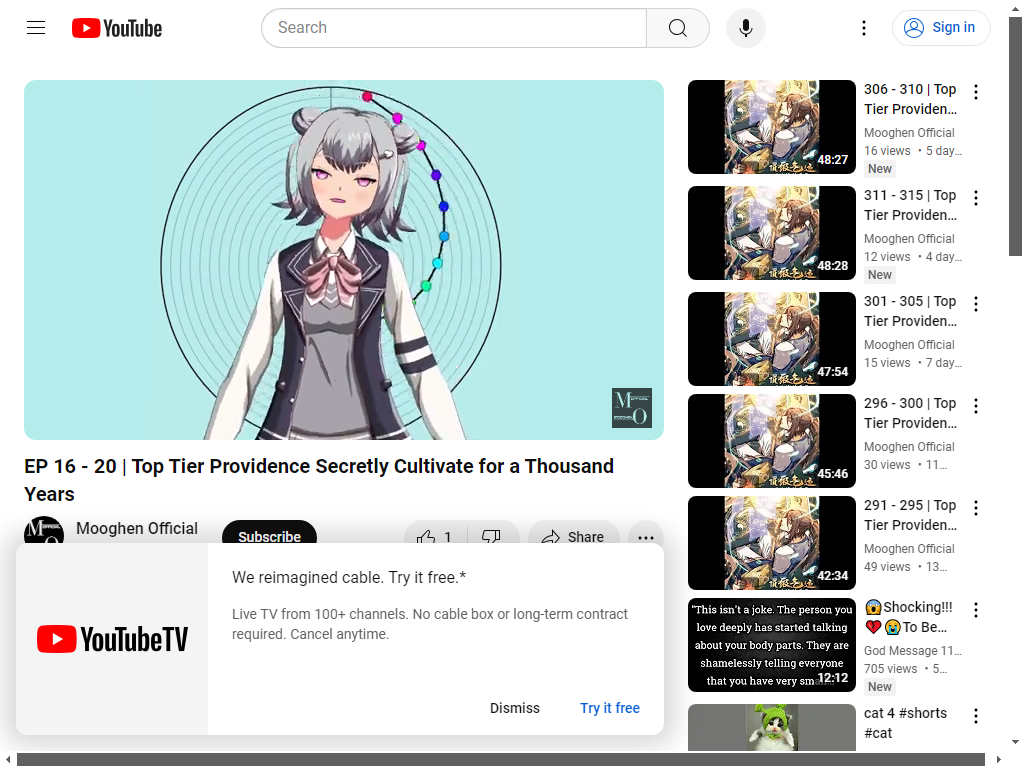 YouTube
Search
Sign in
EP 16 - 20 | Top Tier Providence Secretly Cultivate for a Thousand
Years
Mooghen Official
Subscribe
1
Share
YouTubeTV
We reimagined cable. Try it free.*
Live TV from 100+ channels. No cable box or long-term contract
required. Cancel anytime.
Dismiss
Try it free
48:27
306 - 310 | Top
Tier Providen...
Mooghen Official
16 views • 5 day...
New
48:28
311 - 315 | Top
Tier Providen...
Mooghen Official
12 views • 4 day...
New
47:54
301 - 305 | Top
Tier Providen...
Mooghen Official
15 views • 7 day...
45:46
296 - 300 | Top
Tier Providen...
Mooghen Official
30 views • 11...
42:34
291 - 295 | Top
Tier Providen...
Mooghen Official
49 views • 13...
"This isn't a joke. The person you
love deeply has started talking
about your body parts. They are
shamelessly telling everyone
that you have very sm
12:12
😱Shocking!!!
💔😭To Be...
God Message 11...
705 views • 5...
New
cat 4 #shorts
#cat